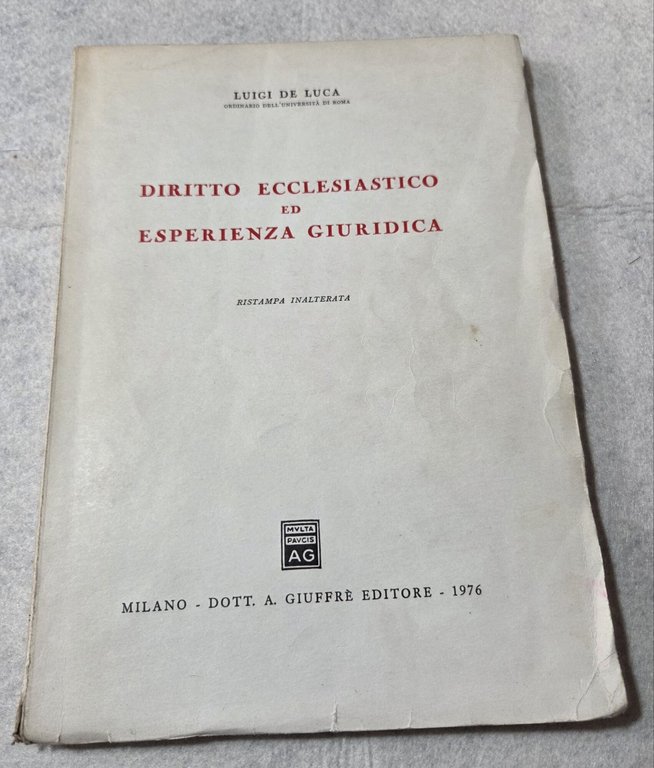 LUIGI DE LUCA
ORDINARIO DELL'UNIVERSITÀ DI ROMA
DIRITTO ECCLESIASTICO
ED
ESPERIENZA GIURIDICA
RISTAMPA INALTERATA
MVLTA
PAVCIS
AG
MILANO - DOTT. A. GIUFFRÈ EDITORE - 1976